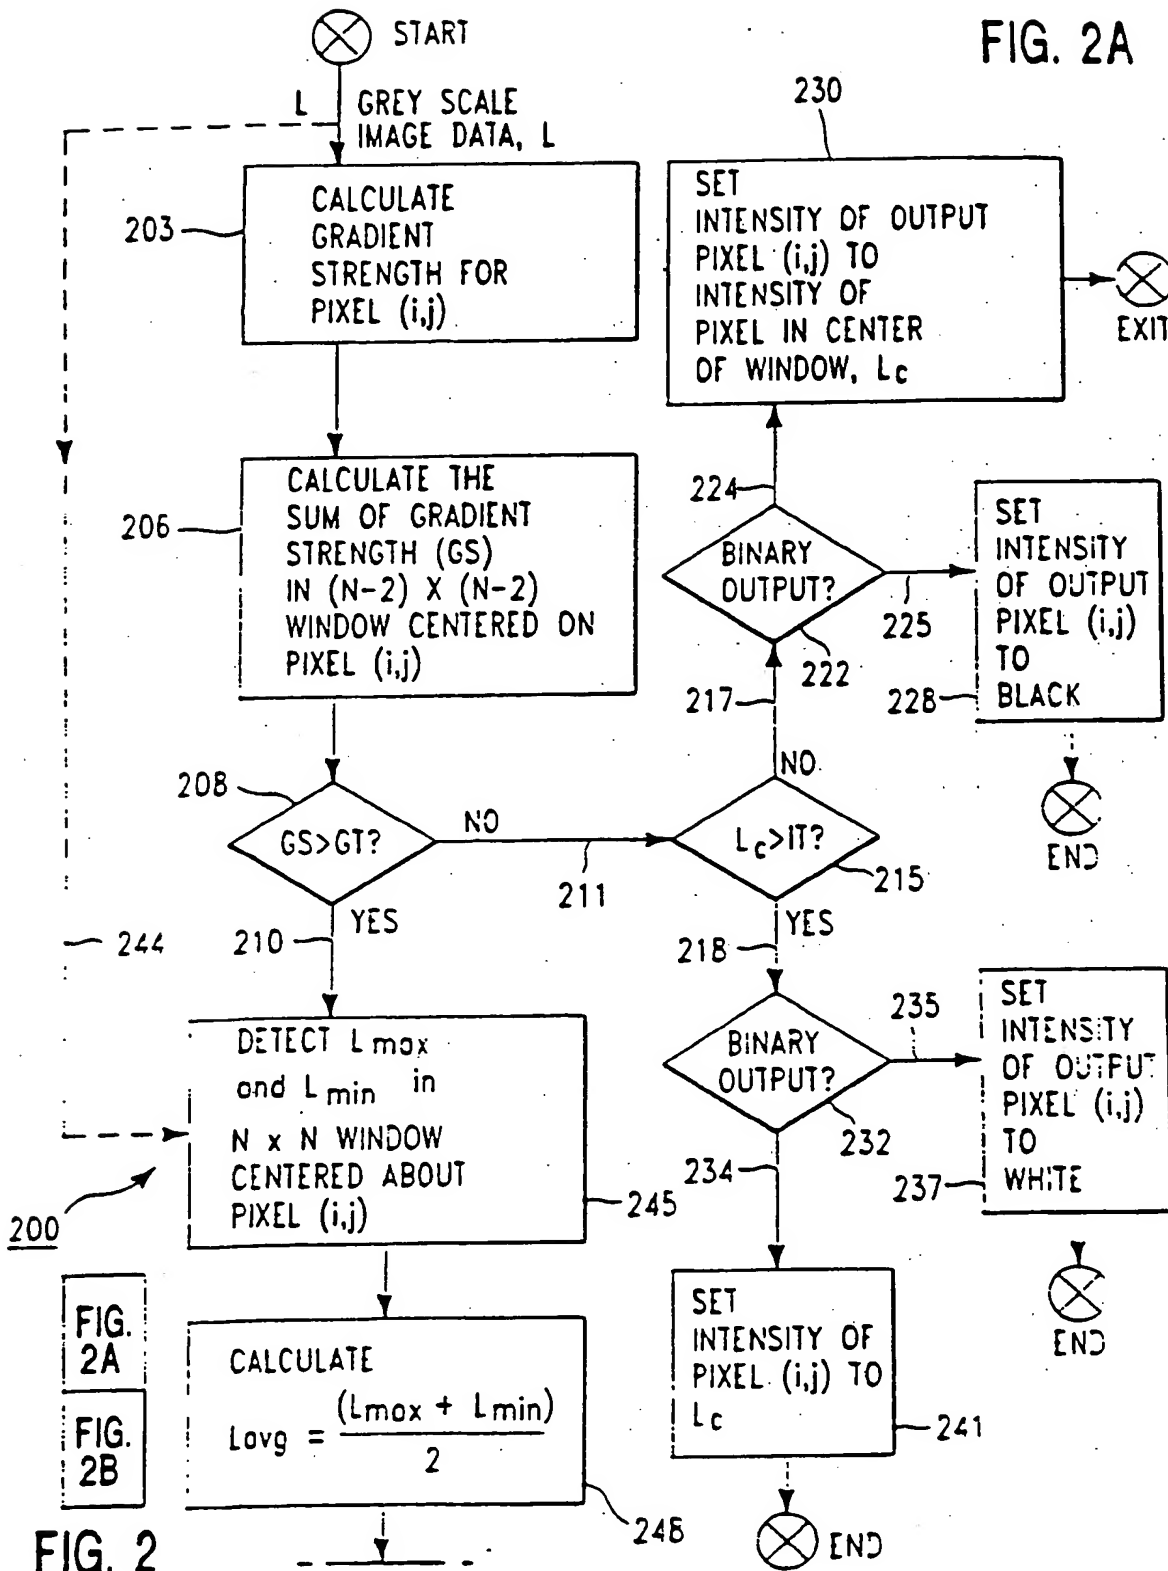 FIG. 2A
START
L
GREY SCALE
IMAGE DATA, L
203
CALCULATE
GRADIENT
STRENGTH FOR
PIXEL (i,j)
206
CALCULATE THE
SUM OF GRADIENT
STRENGTH (GS)
IN (N-2) X (N-2)
WINDOW CENTERED ON
PIXEL (i,j)
208
GS>GT?
NO
211
YES
210
244
DETECT Lmax
and Lmin in
N x N WINDOW
CENTERED ABOUT
PIXEL (i,j)
245
200
CALCULATE
Lavg = (Lmax + Lmin)
2
248
230
SET
INTENSITY OF OUTPUT
PIXEL (i,j) TO
INTENSITY OF
PIXEL IN CENTER
OF WINDOW, Lc
EXIT
224
BINARY
OUTPUT?
222
225
SET
INTENSITY
OF OUTPUT
PIXEL (i,j)
TO
BLACK
228
END
217
NO
Lc>IT?
215
YES
218
BINARY
OUTPUT?
232
235
SET
INTENSITY
OF OUTPUT
PIXEL (i,j)
TO
WHITE
237
END
234
SET
INTENSITY OF
PIXEL (i,j) TO
Lc
241
END
FIG.
2A
FIG.
2B
FIG. 2